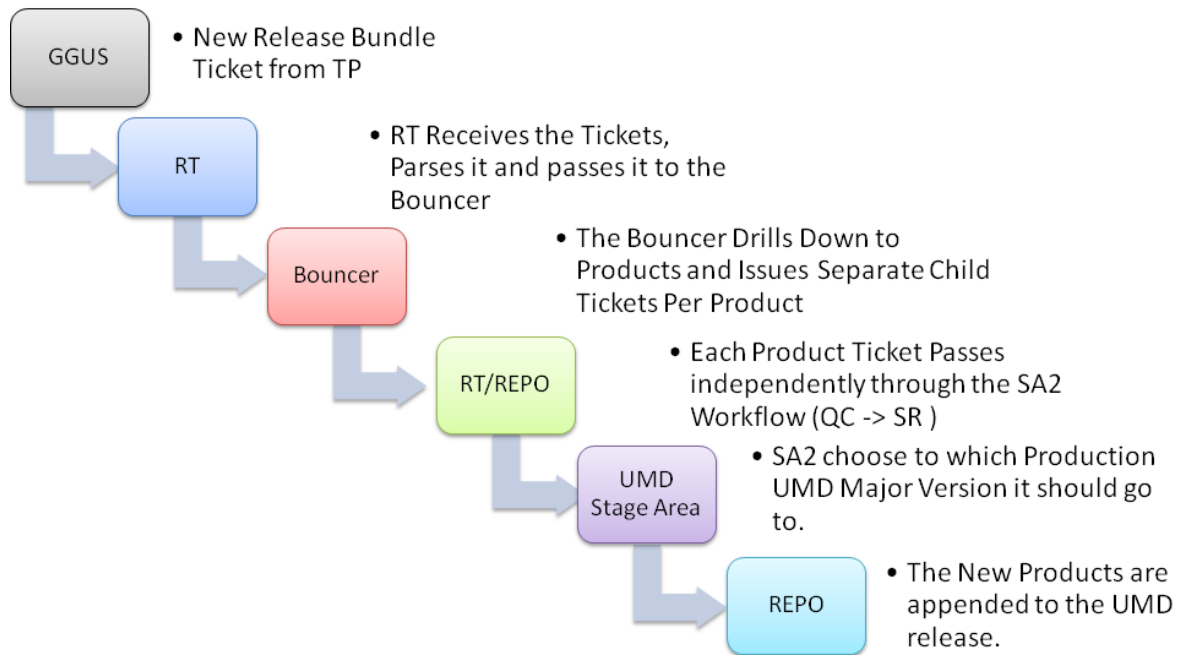 GGUS
• New Release Bundle
Ticket from TP
RT
• RT Receives the Tickets,
Parses it and passes it to the
Bouncer
Bouncer
• The Bouncer Drills Down to
Products and Issues Separate Child
Tickets Per Product
RT/REPO
• Each Product Ticket Passes
independently through the SA2
Workflow (QC -> SR )
UMD
Stage Area
• SA2 choose to which Production
UMD Major Version it should go
to.
REPO
• The New Products are
appended to the UMD
release.